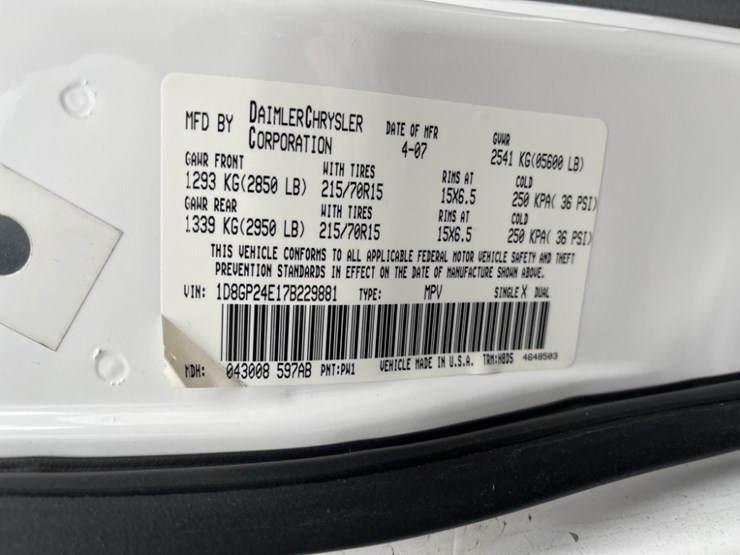 MFD BY DAIMLERCHRYSLER CORPORATION DATE OF MFR 4-07 GVWR 2541 KG(05600 LB)
GAWR FRONT WITH TIRES RIMS AT COLD
1293 KG(2850 LB) 215/70R15 15X6.5 250 KPA( 36 PSI)
GAWR REAR WITH TIRES RIMS AT COLD
1339 KG(2950 LB) 215/70R15 15X6.5 250 KPA( 36 PSI)
THIS VEHICLE CONFORMS TO ALL APPLICABLE FEDERAL MOTOR VEHICLE SAFETY AND THEFT
PREVENTION STANDARDS IN EFFECT ON THE DATE OF MANUFACTURE SHOWN ABOVE.
VIN: 1D8GP24E17B229881 TYPE: MPV SINGLE X DUAL
MDH: 043008 597AB PNT:PW1 VEHICLE MADE IN U.S.A. TRM:H8D5 4648503